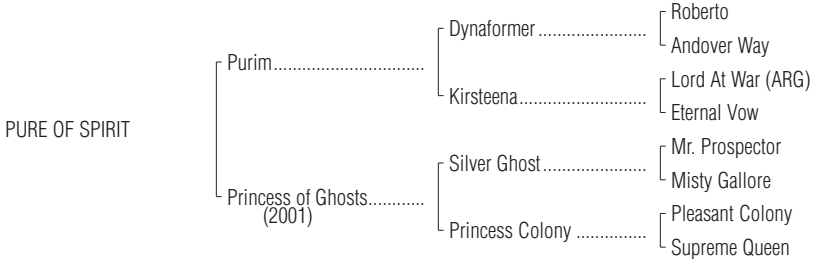 Roberto
Dynaformer .......................
Andover Way
Purim................................
Lord At War (ARG)
Kirsteena...........................
Eternal Vow
PURE OF SPIRIT
Mr. Prospector
Silver Ghost......................
Misty Gallore
Princess of Ghosts............
(2001)
Pleasant Colony
Princess Colony ...............
Supreme Queen